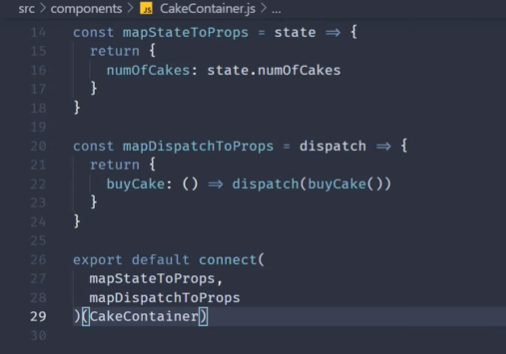 src > components > JS CakeContainer.js > ...
14 const mapStateToProps = state => {
15 return {
16 numOfCakes: state.numOfCakes
17 }
18 }
19
20 const mapDispatchToProps = dispatch => {
21 return {
22 buyCake: () => dispatch(buyCake())
23 }
24 }
25
26 export default connect(
27 mapStateToProps,
28 mapDispatchToProps
29 )(CakeContainer)
30